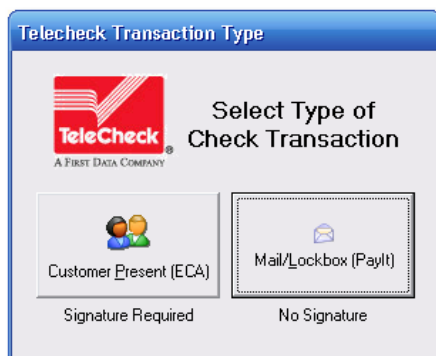 Telecheck Transaction Type
Select Type of
Check Transaction
TeleCheck
®
A FIRST DATA COMPANY
Customer Present (ECA)
Mail/Lockbox (PayIt)
Signature Required
No Signature